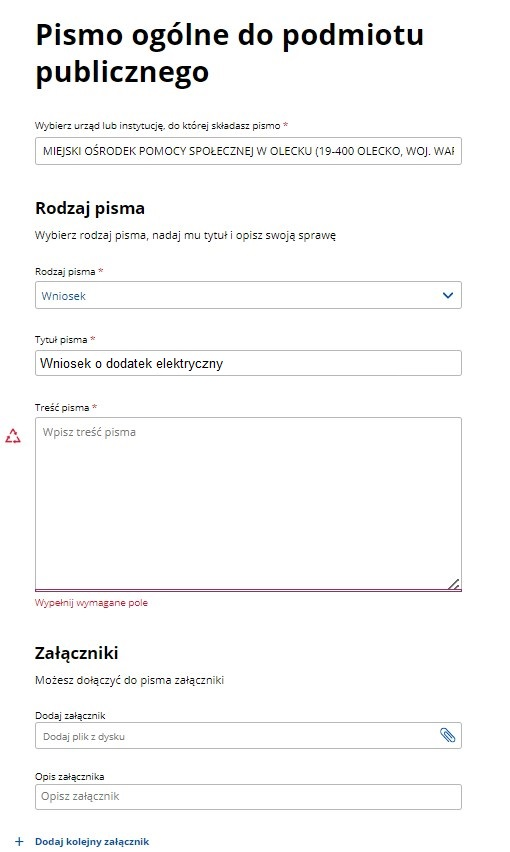 Pismo ogólne do podmiotu
publicznego
Wybierz urząd lub instytucję, do której składasz pismo *
MIEJSKI OŚRODEK POMOCY SPOŁECZNEJ W OLECKU (19-400 OLECKO, WOJ. WAR
Rodzaj pisma
Wybierz rodzaj pisma, nadaj mu tytuł i opisz swoją sprawę
Rodzaj pisma *
Wniosek
Tytuł pisma *
Wniosek o dodatek elektryczny
Treść pisma *
Wpisz treść pisma
Wypełnij wymagane pole
Załączniki
Możesz dołączyć do pisma załączniki
Dodaj załącznik
Dodaj plik z dysku
Opis załącznika
Opisz załącznik
+ Dodaj kolejny załącznik